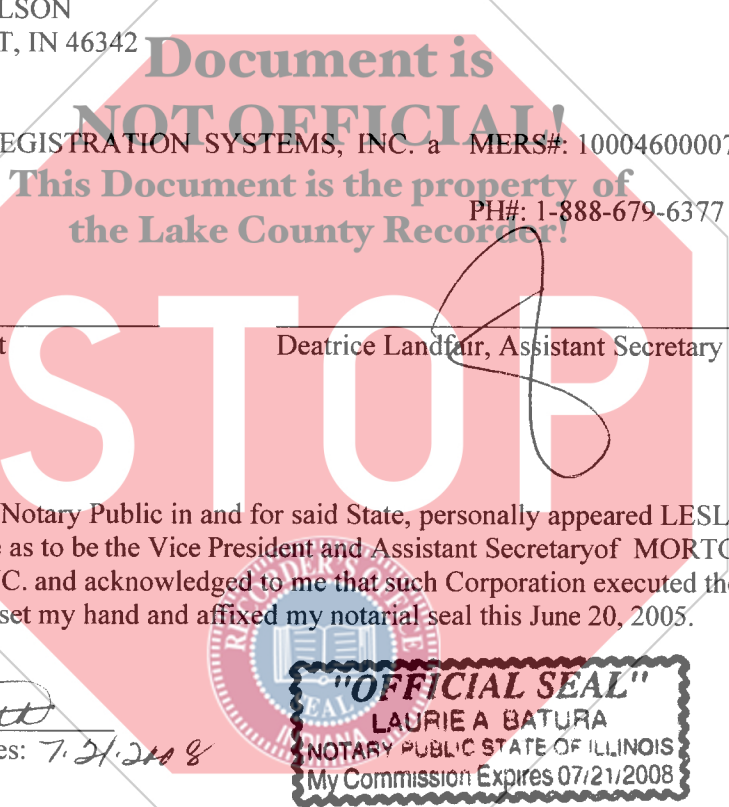 LSON
T, IN 46342
Document is
NOT OFFICIAL!
EGISTRATION SYSTEMS, INC. a MERS#: 10004600007
This Document is the property of
PH#: 1-888-679-6377
the Lake County Recorder!
STOP
t Deatrice Landfair, Assistant Secretary
Notary Public in and for said State, personally appeared LESL
e as to be the Vice President and Assistant Secretaryof MORTG
C. and acknowledged to me that such Corporation executed the
set my hand and affixed my notarial seal this June 20, 2005.
RECORDER'S OFFICE
SEAL
INDIANA
es: 7.21.2008
"OFFICIAL SEAL"
LAURIE A BATURA
NOTARY PUBLIC STATE OF ILLINOIS
My Commission Expires 07/21/2008